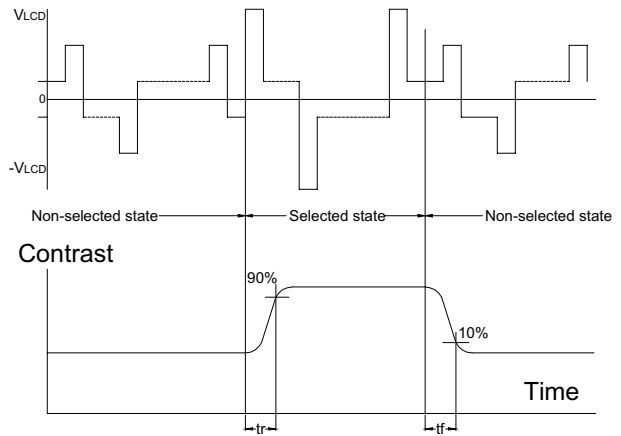 VLCD
0
-VLCD
Non-selected state
Selected state
Non-selected state
Contrast
90%
10%
Time
tr
tf